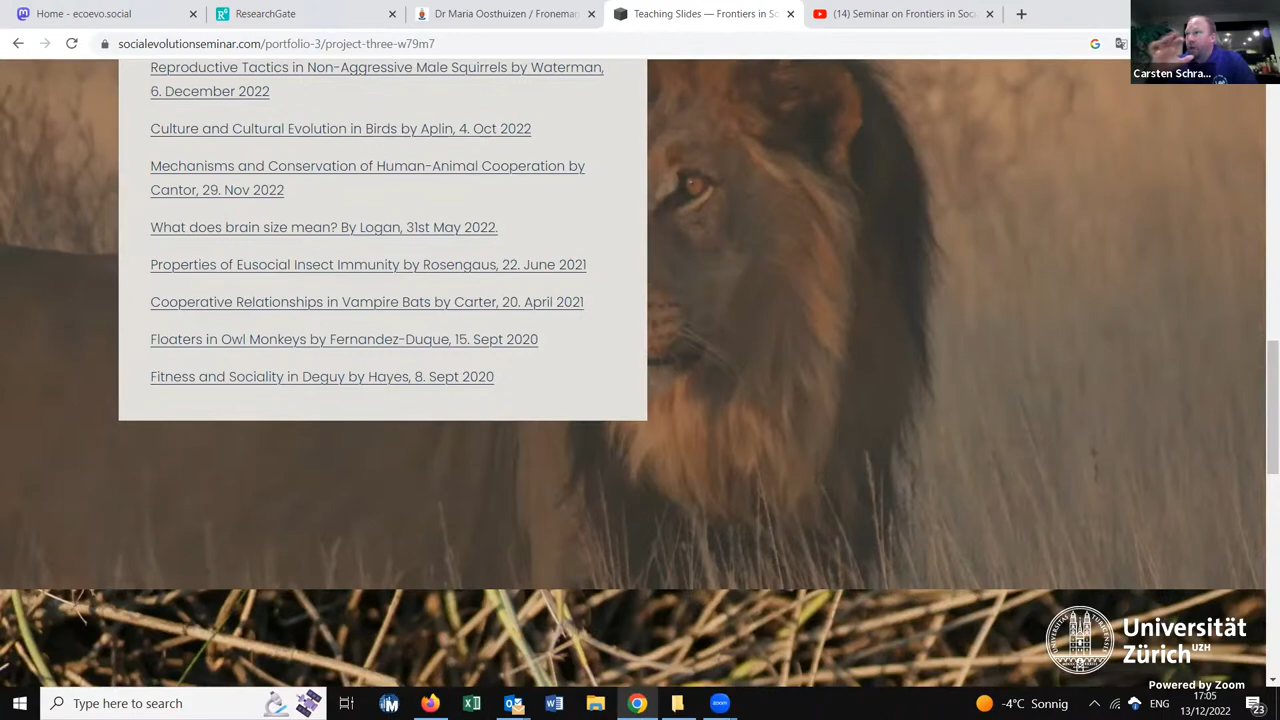 Home - ecoevo.social
ResearchGate
Dr Maria Oosthuizen / Froneman
Teaching Slides — Frontiers in So
(14) Seminar on Frontiers in Soci
socialevolutionseminar.com/portfolio-3/project-three-w79m7
Carsten Schra...
Reproductive Tactics in Non-Aggressive Male Squirrels by Waterman,
6. December 2022
Culture and Cultural Evolution in Birds by Aplin, 4. Oct 2022
Mechanisms and Conservation of Human-Animal Cooperation by
Cantor, 29. Nov 2022
What does brain size mean? By Logan, 31st May 2022.
Properties of Eusocial Insect Immunity by Rosengaus, 22. June 2021
Cooperative Relationships in Vampire Bats by Carter, 20. April 2021
Floaters in Owl Monkeys by Fernandez-Duque, 15. Sept 2020
Fitness and Sociality in Deguy by Hayes, 8. Sept 2020
Universität
Zürich UZH
Powered by Zoom
Type here to search
zoom
-4°C Sonnig
ENG
17:05
13/12/2022
23